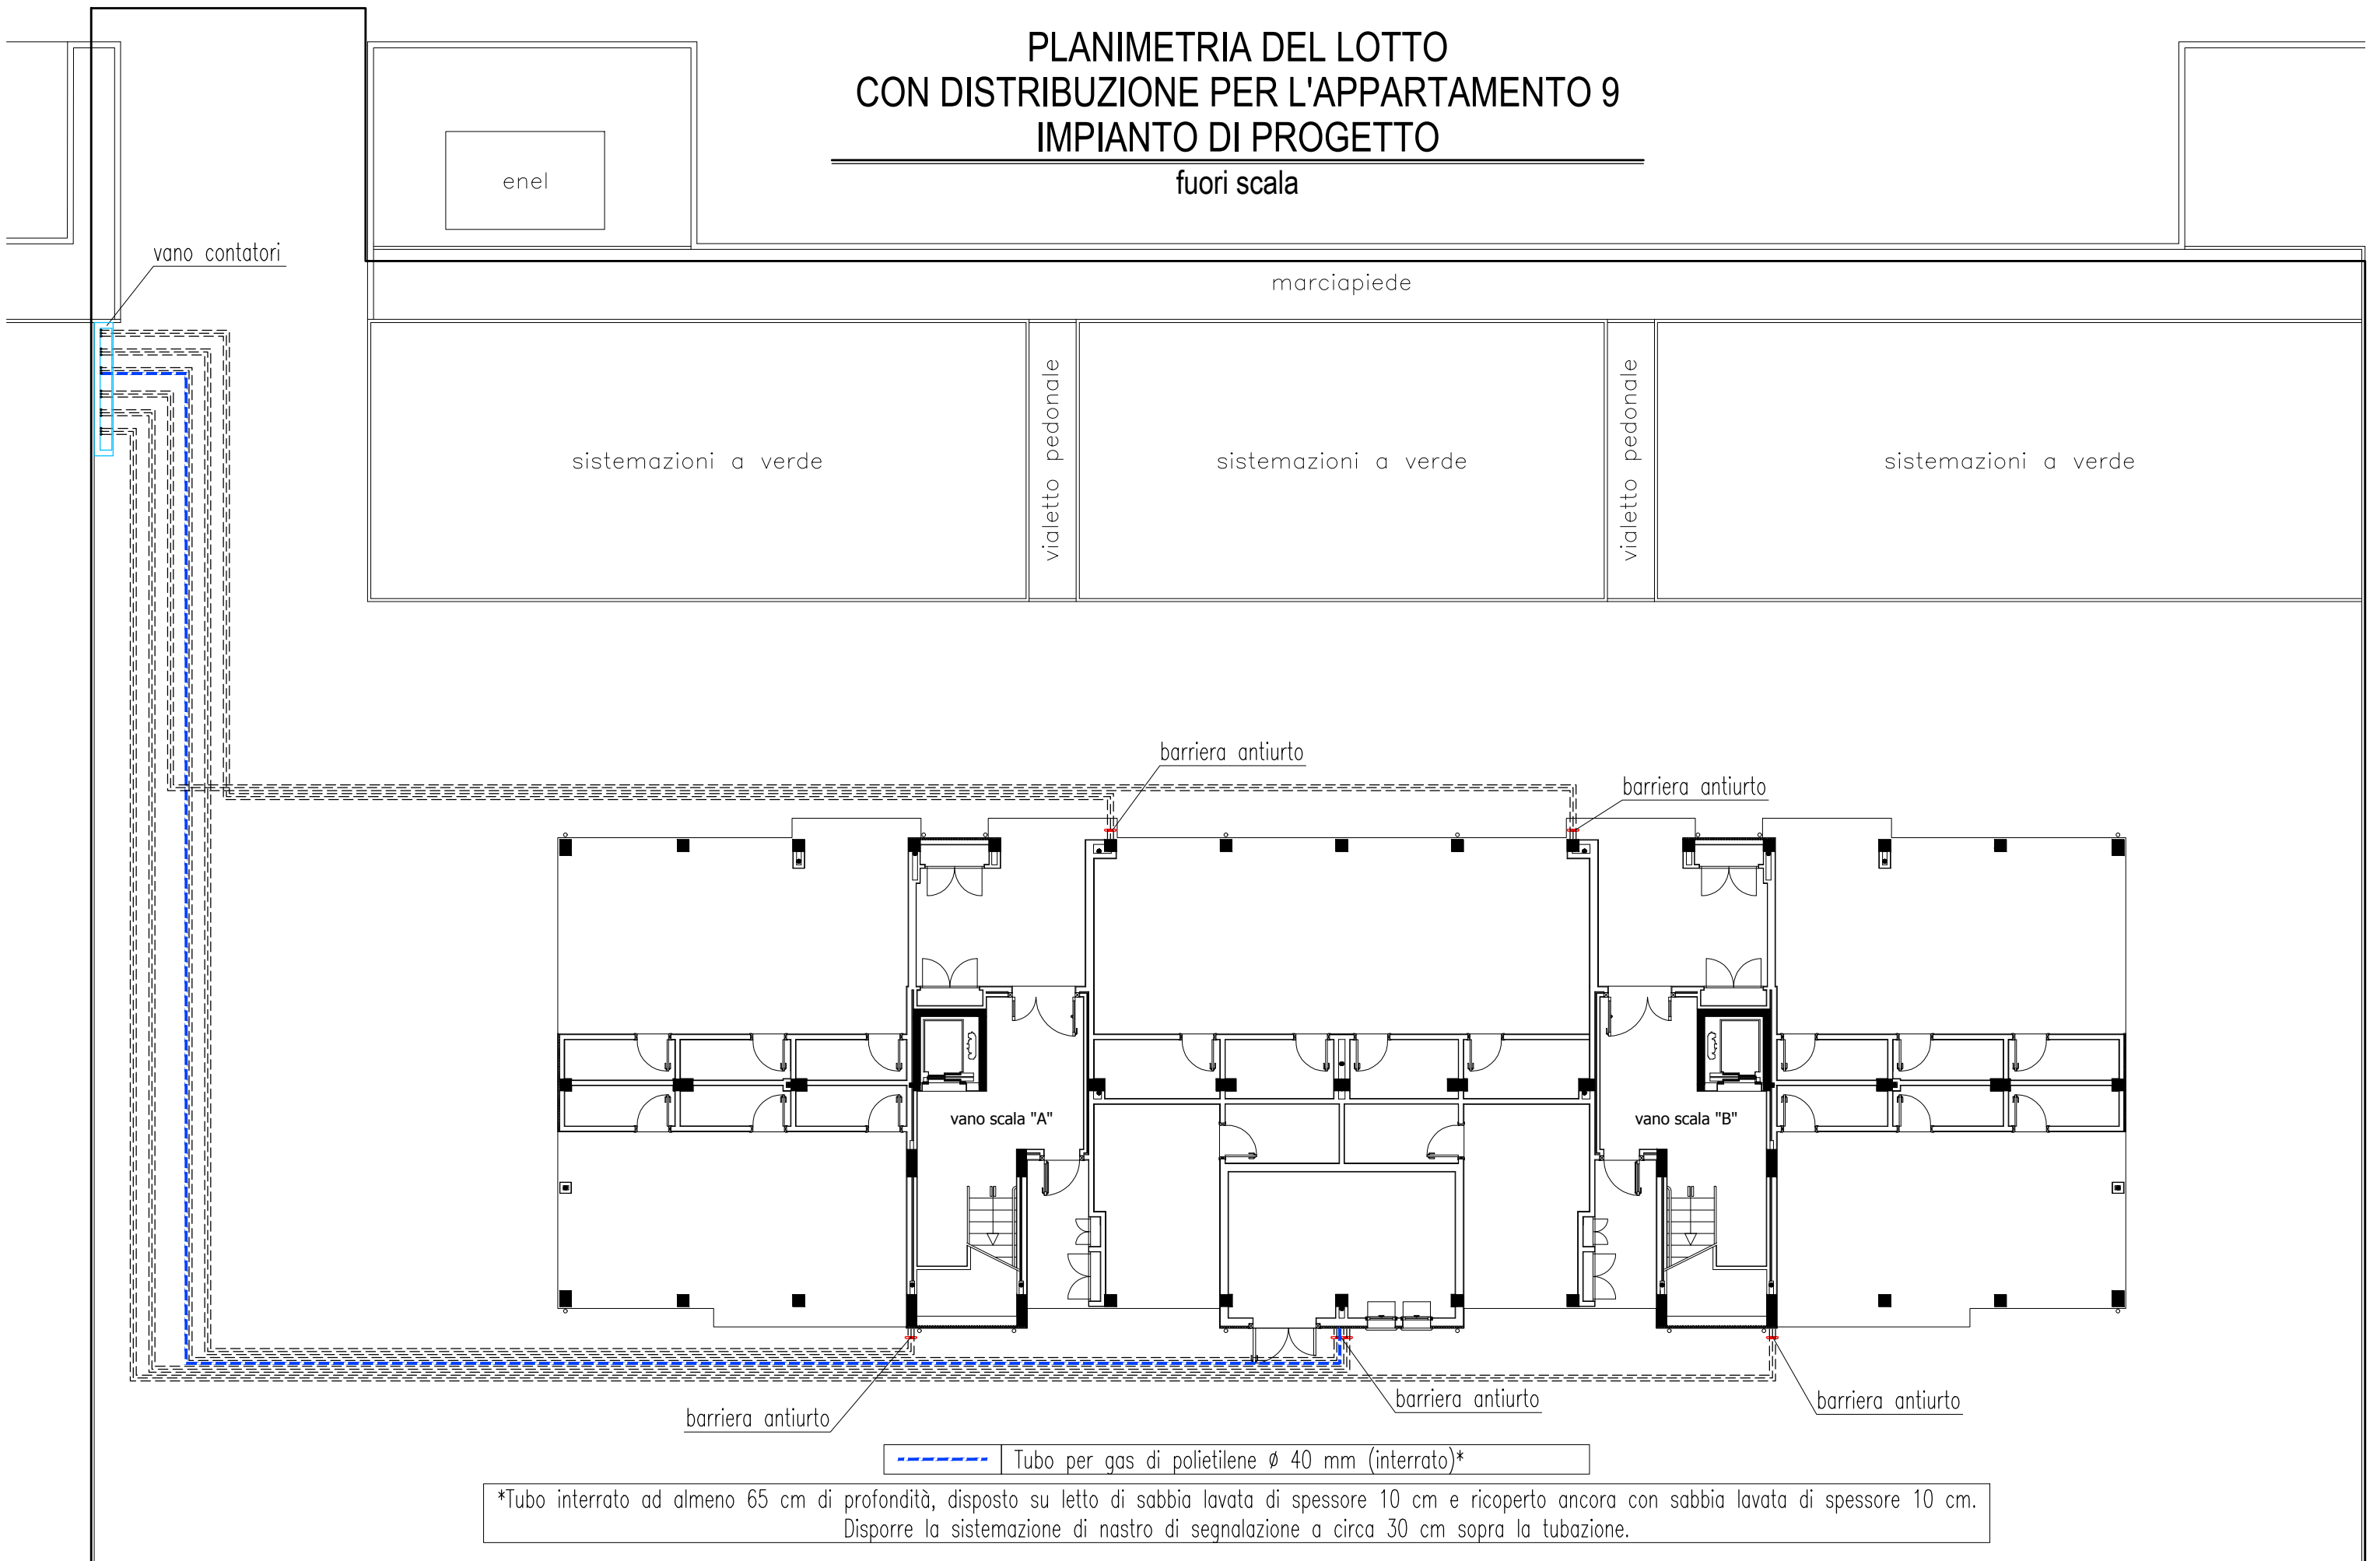 PLANIMETRIA DEL LOTTO
CON DISTRIBUZIONE PER L'APPARTAMENTO 9
IMPIANTO DI PROGETTO
fuori scala
enel
vano contatori
marciapiede
vialetto pedonale
vialetto pedonale
sistemazioni a verde
sistemazioni a verde
sistemazioni a verde
barriera antiurto
barriera antiurto
vano scala "A"
vano scala "B"
barriera antiurto
barriera antiurto
barriera antiurto
Tubo per gas di polietilene Ø 40 mm (interrato)*
*Tubo interrato ad almeno 65 cm di profondità, disposto su letto di sabbia lavata di spessore 10 cm e ricoperto ancora con sabbia lavata di spessore 10 cm.
Disporre la sistemazione di nastro di segnalazione a circa 30 cm sopra la tubazione.